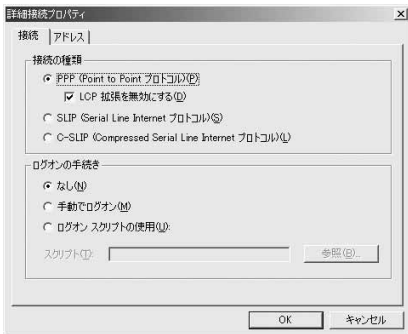 詳細接続プロパティ
接続 アドレス
接続の種類
PPP (Point to Point プロトコル)(P)
LCP 拡張を無効にする(D)
SLIP (Serial Line Internet プロトコル)(S)
C-SLIP (Compressed Serial Line Internet プロトコル)(L)
ログオンの手続き
なし(N)
手動でログオン(M)
ログオン スクリプトの使用(U):
スクリプト(T):
参照(B)...
OK キャンセル